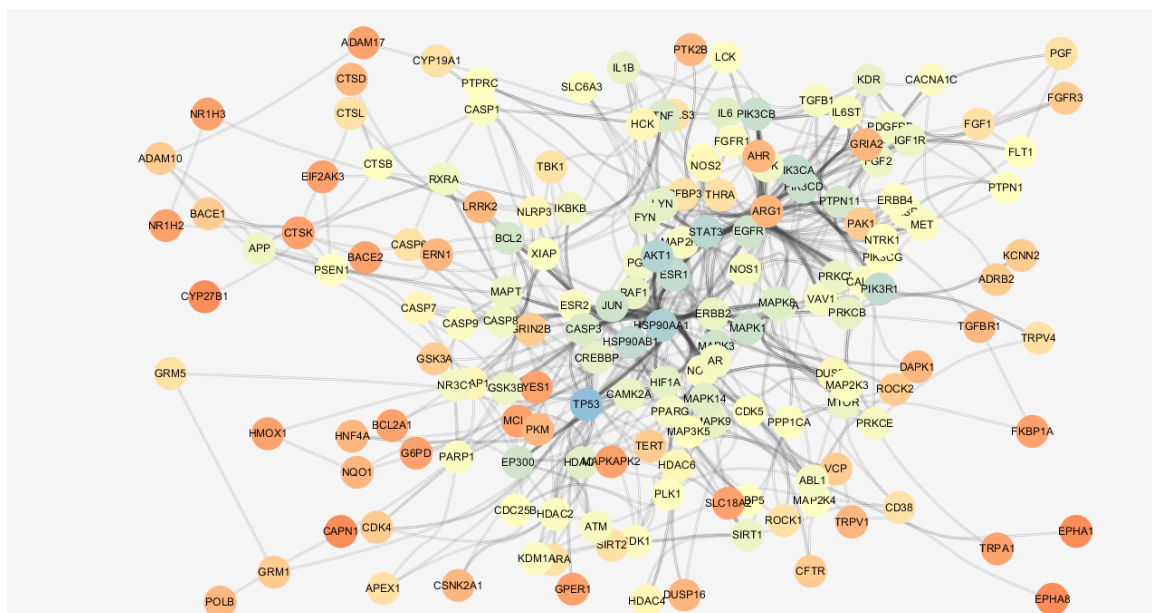 ADAM17
PTK2B
LCK
PGF
CYP19A1
IL1B
CTSD
PTPRC
SLC6A3
KDR
CACNA1C
FGFR3
NR1H3
CTSL
CASP1
TNF
HCK
IL6
PIK3CB
TGFB1
IL6ST
FGF1
IGF1R
FGFR1
GRIA2
FLT1
ADAM10
CTSB
TBK1
NOS2
AHR
FGF2
EIF2AK3
RXRA
PIK3CD
PTPN1
BACE1
LRRK2
NLRP3
IKBKB
LYN
THRA
PTPN11
ERBB4
NR1H2
CTSK
FYN
ARG1
PAK1
MET
APP
CASP6
BCL2
STAT3
EGFR
NTRK1
BACE2
ERN1
XIAP
AKT1
KCNN2
PSEN1
NOS1
PIK3CG
ESR1
ADRB2
CYP27B1
MAPT
RAF1
PIK3R1
CASP7
ESR2
JUN
ERBB2
MAPK8
VAV1
PRKCB
CASP9
CASP8
GRIN2B
CASP3
HSP90AA1
MAPK1
TGFBR1
TRPV4
HSP90AB1
MAPK3
GSK3A
CREBBP
AR
DAPK1
GRM5
NR3C1
GSK3B
YES1
HIF1A
MAP2K3
ROCK2
TP53
CAMK2A
MAPK14
MTOR
HMOX1
HNF4A
BCL2A1
PKM
PPARG
MAPK9
CDK5
PPP1CA
PRKCE
FKBP1A
MAP3K5
G6PD
PARP1
TERT
NQO1
EP300
MAPKAPK2
HDAC6
VCP
ABL1
PLK1
SLC18A2
MAP2K4
CDC25B
HDAC2
CD38
CAPN1
CDK4
ATM
ROCK1
TRPV1
SIRT1
KDM1A
SIRT2
TRPA1
EPHA1
GRM1
CFTR
POLB
APEX1
CSNK2A1
GPER1
HDAC4
DUSP16
EPHA8